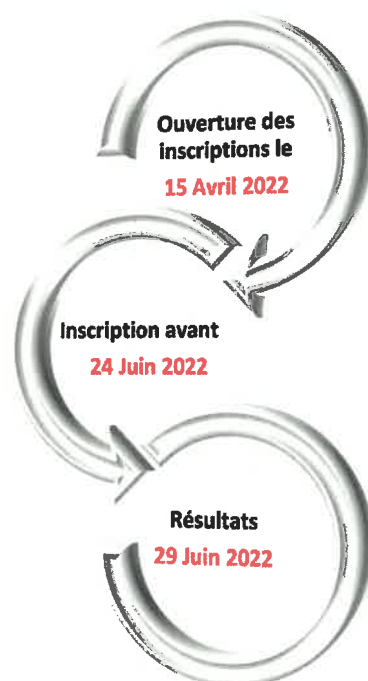 Ouverture des
inscriptions le
15 Avril 2022
Inscription avant
24 Juin 2022
Résultats
29 Juin 2022